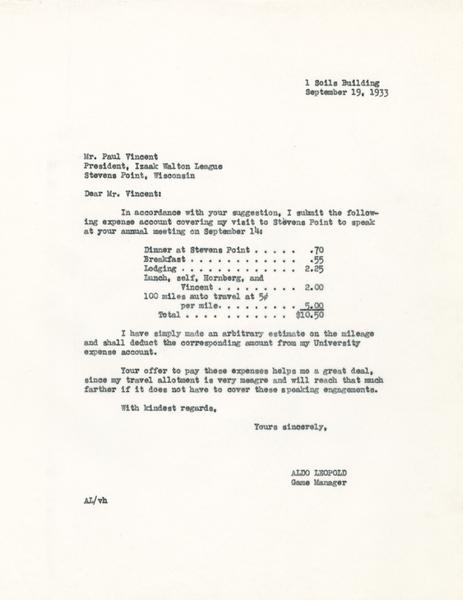 1 Soils Building
September 19, 1933
Mr. Paul Vincent
President, Izaak Walton League
Stevens Point, Wisconsin
Dear Mr. Vincent:
In accordance with your suggestion, I submit the follow-
ing expense account covering my visit to Stevens Point to speak
at your annual meeting on September 14:
Dinner at Stevens Point . . . . . .70
Breakfast . . . . . . . . . . . . .55
Lodging . . . . . . . . . . . . . 2.25
Lunch, self, Hornberg, and
Vincent . . . . . . . . . 2.00
100 miles auto travel at 5¢
per mile. . . . . . . . . 5.00
Total . . . . . . . . . . $10.50
I have simply made an arbitrary estimate on the mileage
and shall deduct the corresponding amount from my University
expense account.
Your offer to pay these expenses helps me a great deal,
since my travel allotment is very meagre and will reach that much
farther if it does not have to cover these speaking engagements.
With kindest regards,
Yours sincerely,
ALDO LEOPOLD
Game Manager
AL/vh